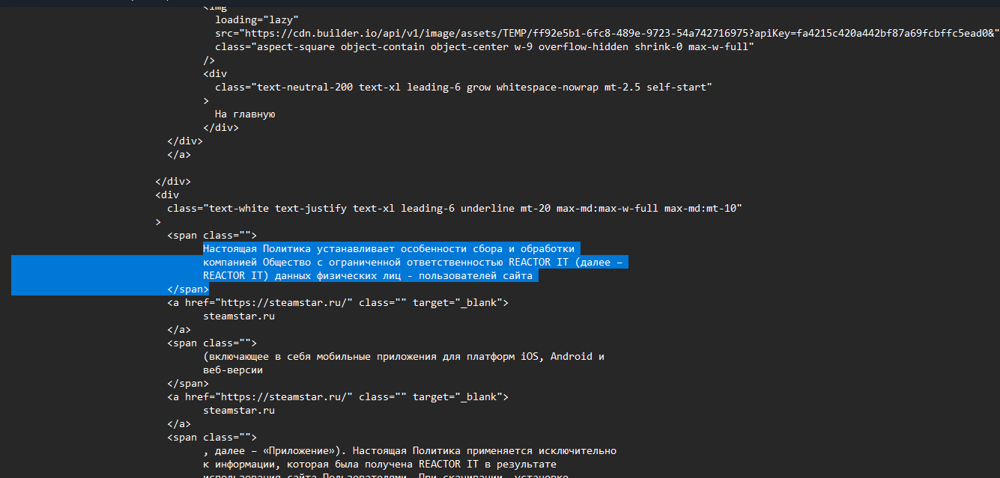 <img
loading="lazy"
src="https://cdn.builder.io/api/v1/image/assets/TEMP/ff92e5b1-6fc8-489e-9723-54a742716975?apiKey=fa4215c420a442bf87a69fcbffc5ead0&"
class="aspect-square object-contain object-center w-9 overflow-hidden shrink-0 max-w-full"
/>
<div
class="text-neutral-200 text-xl leading-6 grow whitespace-nowrap mt-2.5 self-start"
>
На главную
</div>
</div>
</a>
</div>
<div
class="text-white text-justify text-xl leading-6 underline mt-20 max-md:max-w-full max-md:mt-10"
>
<span class="">
Настоящая Политика устанавливает особенности сбора и обработки
компанией Общество с ограниченной ответственностью REACTOR IT (далее –
REACTOR IT) данных физических лиц - пользователей сайта
</span>
<a href="https://steamstar.ru/" class="" target="_blank">
steamstar.ru
</a>
<span class="">
(включающее в себя мобильные приложения для платформ iOS, Android и
веб-версии
</span>
<a href="https://steamstar.ru/" class="" target="_blank">
steamstar.ru
</a>
<span class="">
, далее – «Приложение»). Настоящая Политика применяется исключительно
к информации, которая была получена REACTOR IT в результате
использования сайта Пользователями. При скачивании, установке